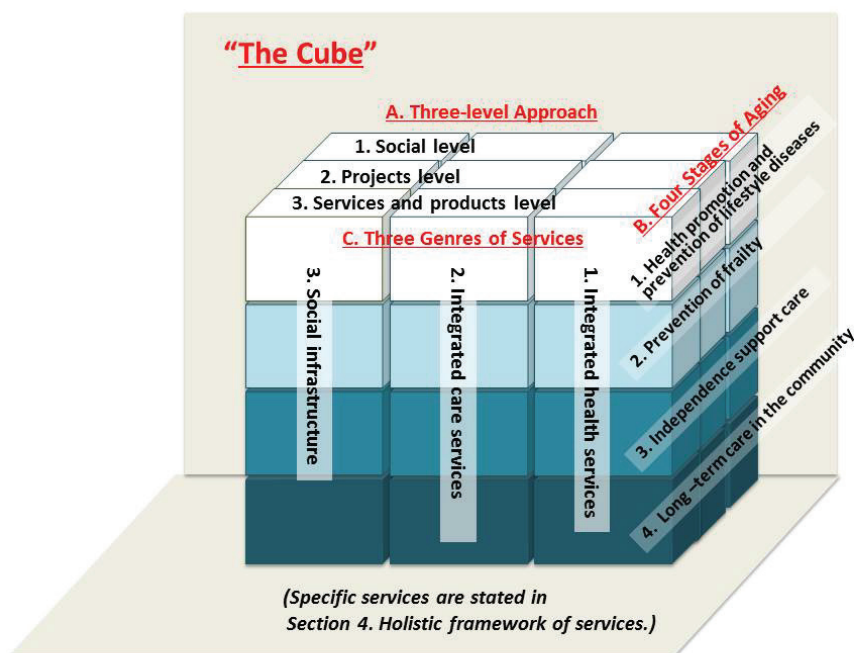 “The Cube”
A. Three-level Approach
1. Social level
2. Projects level
3. Services and products level
B. Four Stages of Aging
1. Health promotion and
prevention of lifestyle diseases
2. Prevention of frailty
3. Independence support care
4. Long –term care in the community
C. Three Genres of Services
3. Social infrastructure
2. Integrated care services
1. Integrated health services
(Specific services are stated in
Section 4. Holistic framework of services.)